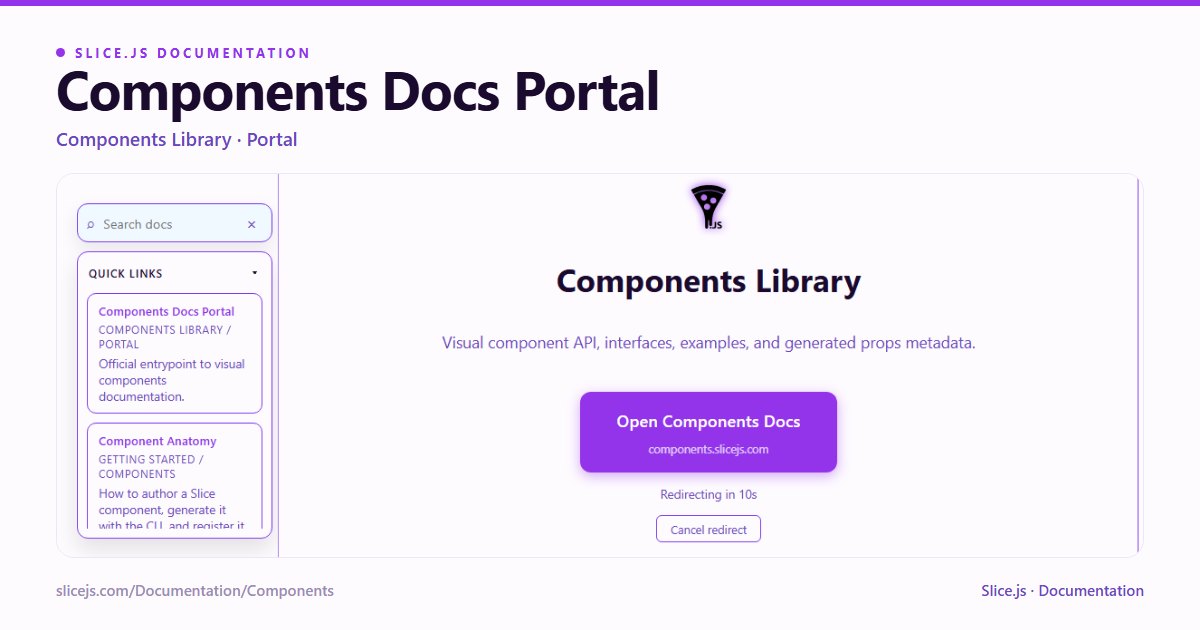 SLICE.JS DOCUMENTATION
Components Docs Portal
Components Library · Portal
Search docs
QUICK LINKS
Components Docs Portal
COMPONENTS LIBRARY /
PORTAL
Official entrypoint to visual
components
documentation.
Component Anatomy
GETTING STARTED /
COMPONENTS
How to author a Slice
component, generate it
with the CLI, and register it
.JS
Components Library
Visual component API, interfaces, examples, and generated props metadata.
Open Components Docs
components.slicejs.com
Redirecting in 10s
Cancel redirect
slicejs.com/Documentation/Components
Slice.js · Documentation